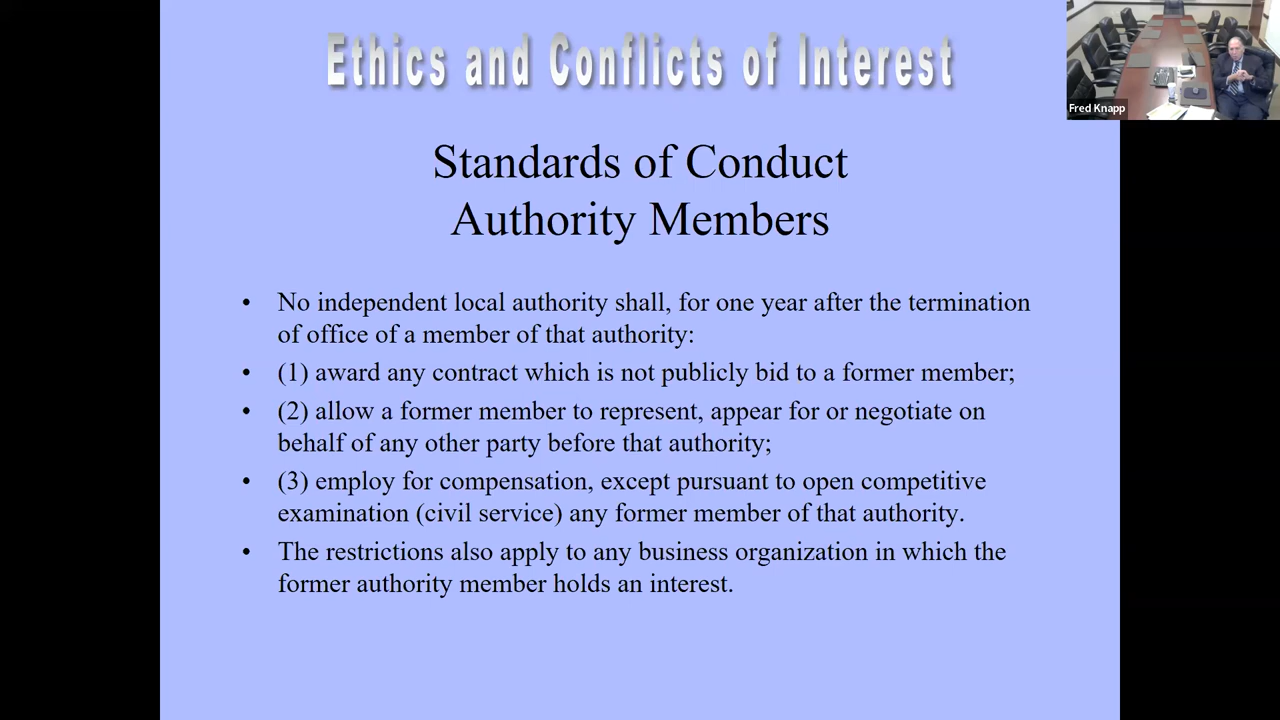 Ethics and Conflicts of Interest
Fred Knapp
Standards of Conduct
Authority Members
• No independent local authority shall, for one year after the termination
of office of a member of that authority:
• (1) award any contract which is not publicly bid to a former member;
• (2) allow a former member to represent, appear for or negotiate on
behalf of any other party before that authority;
• (3) employ for compensation, except pursuant to open competitive
examination (civil service) any former member of that authority.
• The restrictions also apply to any business organization in which the
former authority member holds an interest.